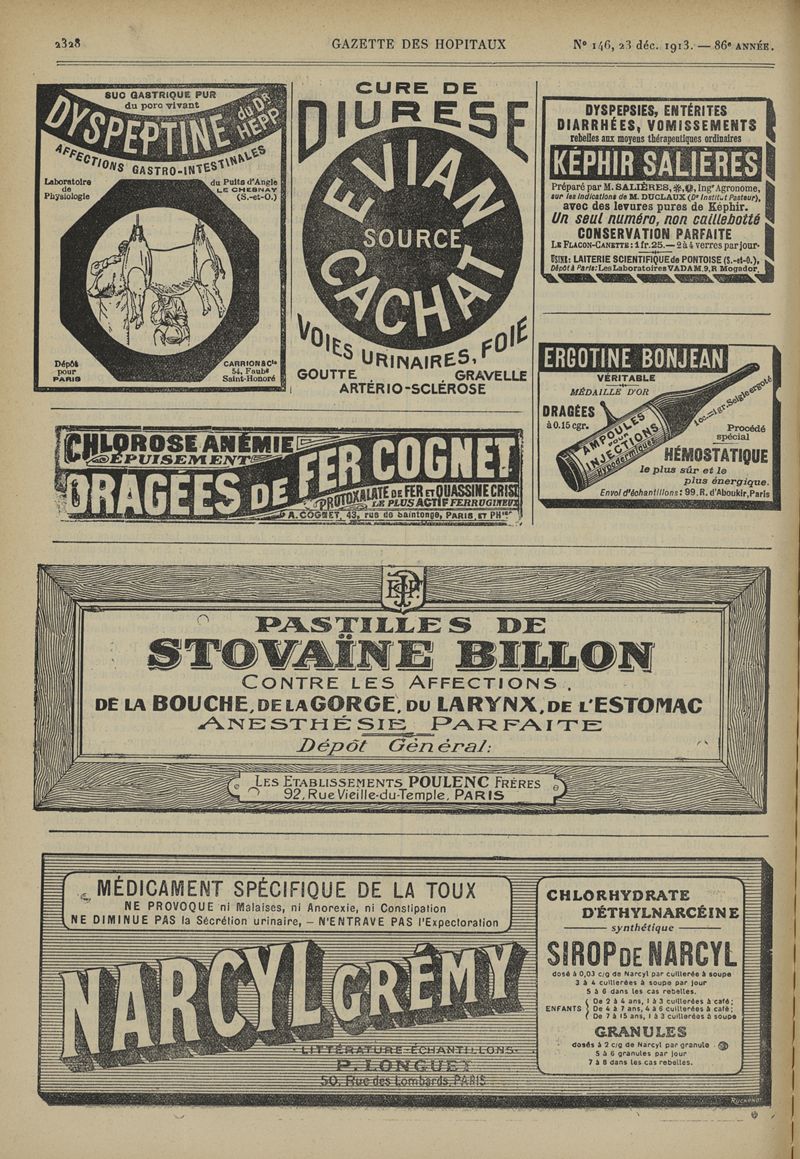 2328
GAZETTE DES HOPITAUX
N° 146, 23 déc. 1913. — 86e ANNÉE.
SUC GASTRIQUE PUR
du porc vivant
DYSPEPTINE du Dr HEPP
AFFECTIONS GASTRO-INTESTINALES
Laboratoire
de
Physiologie
du Puits d'Angle
LE CHESNAY
(S.-et-O.)
Dépôt
pour
PARIS
CARRION & Cie
54, Faubg
Saint-Honoré
CURE DE
DIURESE
EVIAN
SOURCE
CACHAT
VOIES URINAIRES, FOIE
GOUTTE GRAVELLE
ARTÉRIO-SCLÉROSE
DYSPEPSIES, ENTÉRITES
DIARRHÉES, VOMISSEMENTS
rebelles aux moyens thérapeutiques ordinaires
KÉPHIR SALIÈRES
Préparé par M. SALIÈRES, Ingr Agronome,
sur les indications de M. DUCLAUX (Dr Institut Pasteur),
avec des levures pures de Képhir.
Un seul numéro, non caillebotté
CONSERVATION PARFAITE
LE FLACON-CANETTE : 1 fr. 25. — 2 à 4 verres par jour.
USINE : LAITERIE SCIENTIFIQUE de PONTOISE (S.-et-O.),
Dépôt à Paris : Les Laboratoires VADAM, 9, R Mogador.
ERGOTINE BONJEAN
VÉRITABLE
MÉDAILLE D'OR
DRAGÉES
à 0.15 cgr.
AMPOULES
POUR
INJECTIONS
Hypodermiques
1cc.=1gr. Seigle ergoté
Procédé
spécial
HÉMOSTATIQUE
le plus sûr et le
plus énergique.
Envoi d'échantillons : 99, R. d'Aboukir, Paris
CHLOROSE ANÉMIE
ÉPUISEMENT
DRAGÉES DE FER COGNET
PROTOXALATE DE FER ET QUASSINE CRIST
LE PLUS ACTIF FERRUGINEUX
A. COGNET, 43, rue de Saintonge, PARIS, ET PHies
PASTILLES DE
STOVAÏNE BILLON
CONTRE LES AFFECTIONS
DE LA BOUCHE, DE LA GORGE, DU LARYNX, DE L'ESTOMAC
ANESTHÉSIE PARFAITE
Dépôt Général:
LES ETABLISSEMENTS POULENC FRÈRES
92, Rue Vieille-du-Temple, PARIS
MÉDICAMENT SPÉCIFIQUE DE LA TOUX
NE PROVOQUE ni Malaises, ni Anorexie, ni Constipation
NE DIMINUE PAS la Sécrétion urinaire, — N'ENTRAVE PAS l'Expectoration
NARCYL GRÉMY
LITTÉRATURE-ÉCHANTILLONS
P. LONGUET
50, Rue des Lombards, PARIS
CHLORHYDRATE
D'ÉTHYLNARCÉINE
synthétique
SIROP DE NARCYL
dosé à 0,03 c/g de Narcyl par cuillerée à soupe
3 à 4 cuillerées à soupe par jour
5 à 6 dans les cas rebelles.
De 2 à 4 ans, 1 à 3 cuillerées à café;
ENFANTS De 4 à 7 ans, 4 à 6 cuillerées à café;
De 7 à 15 ans, 1 à 3 cuillerées à soupe
GRANULES
dosés à 2 c/g de Narcyl par granule
5 à 6 granules par jour
7 à 8 dans les cas rebelles.